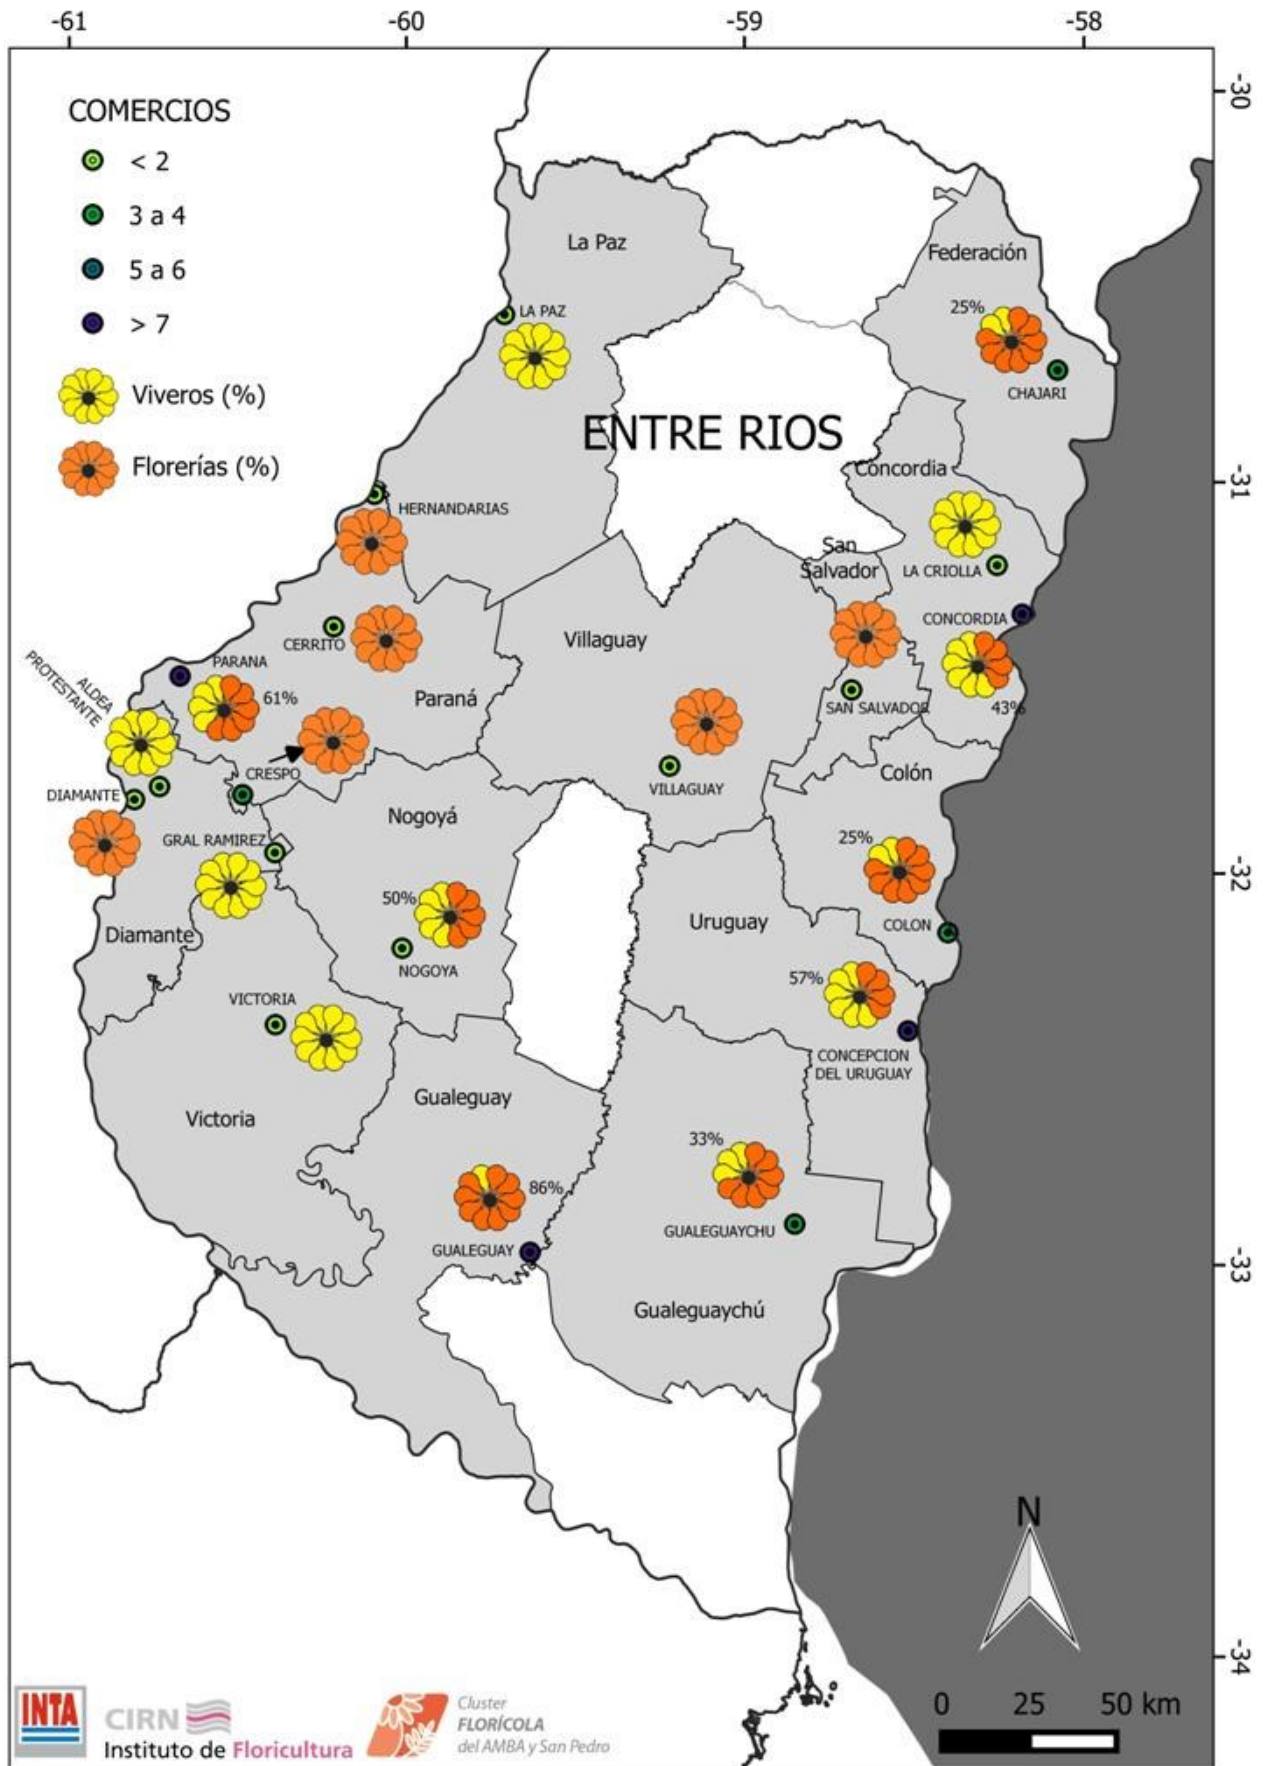 -61
-60
-59
-58
-30
-31
-32
-33
-34
COMERCIOS
< 2
3 a 4
5 a 6
> 7
Viveros (%)
Florerías (%)
La Paz
LA PAZ
Federación
25%
CHAJARI
ENTRE RIOS
Concordia
HERNANDARIAS
San
Salvador
LA CRIOLLA
CONCORDIA
43%
CERRITO
Villaguay
PARANA
61%
Paraná
ALDEA
PROTESTANTE
SAN SALVADOR
CRESPO
VILLAGUAY
Colón
DIAMANTE
Nogoyá
GRAL RAMIREZ
25%
50%
Uruguay
COLON
Diamante
NOGOYA
57%
VICTORIA
CONCEPCION
DEL URUGUAY
Gualeguay
Victoria
33%
86%
GUALEGUAYCHU
GUALEGUAY
Gualeguaychú
N
0 25 50 km
INTA
CIRN
Instituto de Floricultura
Cluster
FLORÍCOLA
del AMBA y San Pedro